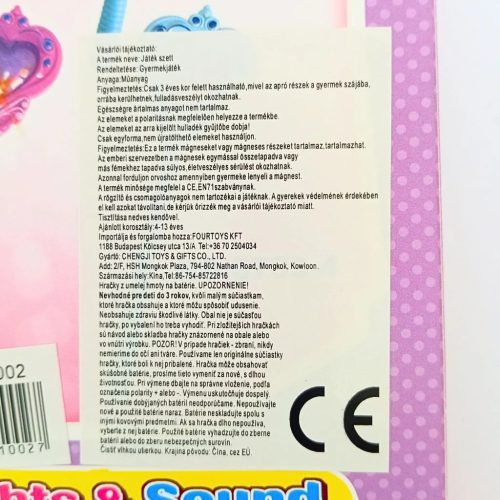 Vásárlói tájékoztató:
A termék neve: Játék szett
Rendeltetése: Gyermekjáték
Anyaga:Műanyag
Figyelmeztetés:Csak 3 éves kor felett használható,mivel az apró részek a gyermek szájába,
orrába kerülhetnek,fulladásveszélyt okozhatnak.
Egészségre ártalmas anyagot nem tartalmaz.
Az elemeket a polaritásnak megfelelően helyezze a termékbe.
Az elemeket az arra kijelölt hulladék gyűjtőbe dobja!
Csak egyforma,nem újratölthető elemeket használjon.
Figyelmeztetés:Ez a termék mágneseket vagy mágneses részeket tartalmaz,tartalmazhat.
Az emberi szervezetben a mágnesek egymással összetapadva vagy
más fémekhez tapadva súlyos,életveszélyes sérülést okozhatnak.
Azonnal forduljon orvoshoz amennyiben gyermeke lenyeli a mágnest.
A termék minősége megfelel a CE,EN71szabványnak.
A rögzítő és csomagolóanyagok nem tartozékai a játéknak. A gyerekek védelmének érdekében
el kell azokat távolítani,de kérjük őrizzék meg a vásárlói tájékoztató miatt.
Tisztítása nedves kendővel.
Ajánlott korosztály:4-13 éves
Importálja és forgalomba hozza:FOURTOYS KFT
1188 Budapest Kölcsey utca 13/A Tel:+36 70 2504034
Gyártó: CHENGJI TOYS & GIFTS CO., LTD.
Add: 2/F, HSH Mongkok Plaza, 794-802 Nathan Road, Mongkok, Kowloon.
Származási hely:Kína,Tel:86-754-85722816
Hračky z umelej hmoty na batérie. UPOZORNENIE!
Nevhodné pre deti do 3 rokov, kvôli malým súčiastkam,
ktoré hračka obsahuje a ktoré môžu spôsobiť udusenie.
Neobsahuje zdraviu škodlivé látky. Obal nie je súčasťou
hračky, po vybalení ho treba vyhodiť. Pri zložitejších hračkách
sú návod alebo skladba hračky znázornené na obale alebo
vo vnútri výrobku. POZOR! V prípade hračiek - zbraní, nikdy
nemierime do očí ani tváre. Používame len originálne súčiastky
hračky, ktoré boli k nej pribalené. Hračka môže obsahovať
skúšobné batérie, prosíme tieto vymeniť za nové, s dlhou
životnosťou. Pri výmene dbajte na správne vloženie, podľa
označenia polarity + alebo -. Výmenu uskutočňuje dospelý.
Používanie dobíjaných batérií neodporúčame. Nepoužívajte
nové a použité batérie naraz. Batérie neskladujte spolu s
inými kovovými predmetmi. Ak sa hračka dlho nepoužíva,
vyberte z nej batérie. Použité batérie vyhadzujte do zberne
batérií alebo do zberu nebezpečných surovín.
Čistiť vlhkou utierkou. Krajina pôvodu: Čína, cez EÚ.
CE
002
10027
hts & Sound